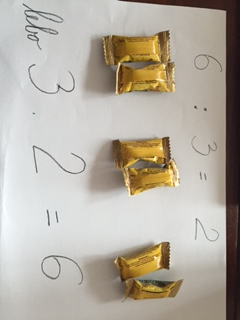 6 : 3 = 2
lebo 3 . 2 = 6